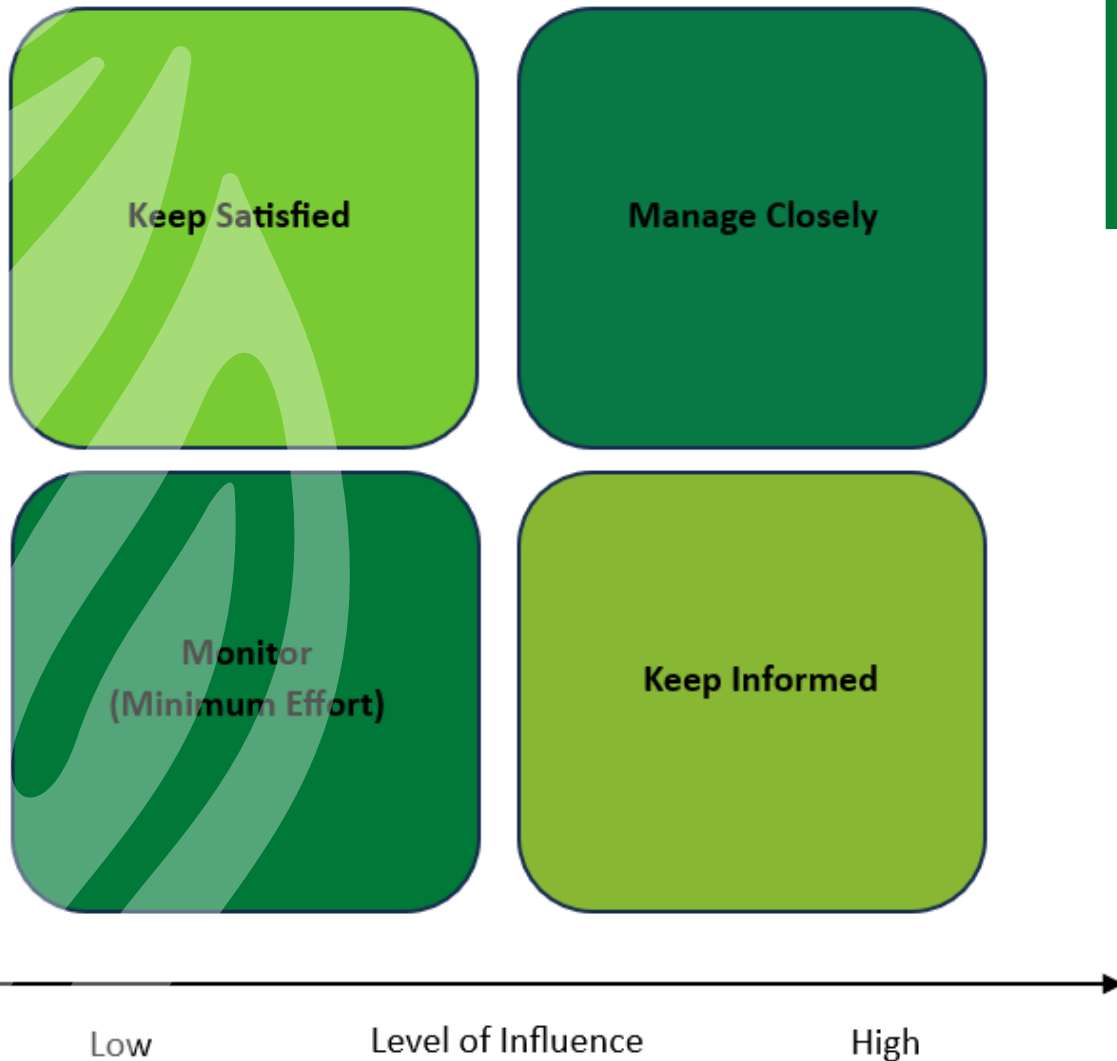 Keep Satisfied
Manage Closely
Monitor
(Minimum Effort)
Keep Informed
Low
Level of Influence
High